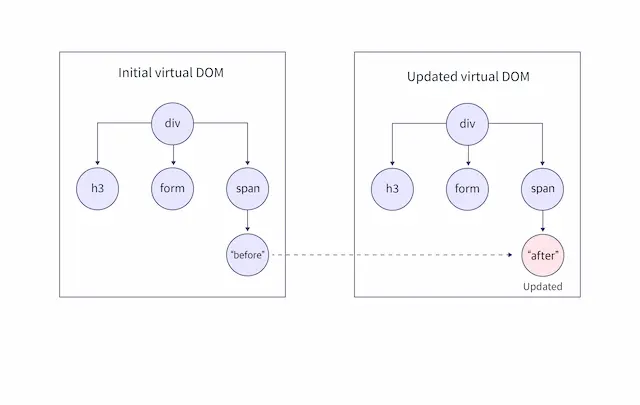 Initial virtual DOM
div
h3
form
span
"before"
Updated virtual DOM
div
h3
form
span
"after"
Updated